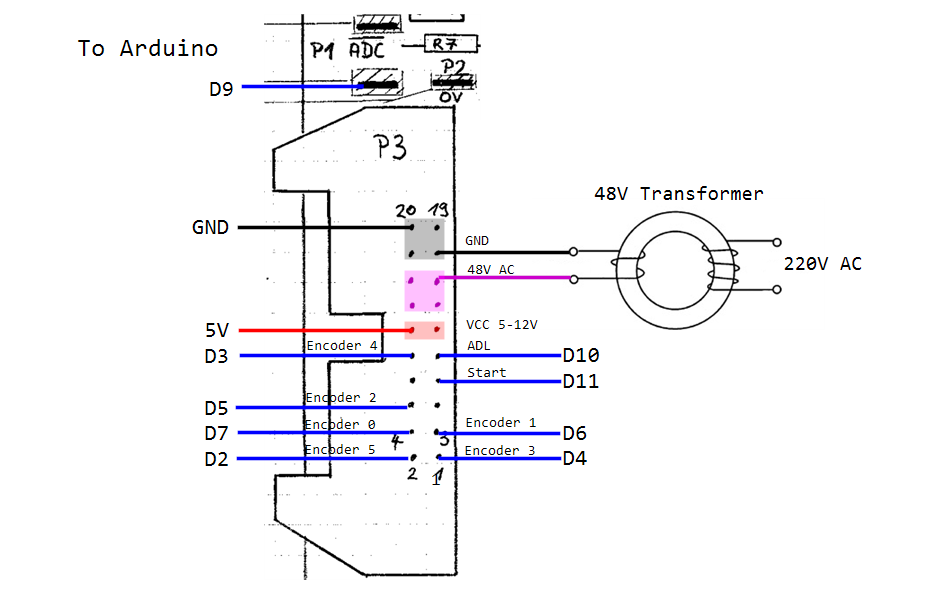 To Arduino
P1 ADC
R7
P2
D9
0V
P3
48V Transformer
20 19
GND
GND
220V AC
48V AC
5V
VCC 5-12V
D3
Encoder 4
ADL
D10
Start
D11
D5
Encoder 2
D7
Encoder 0
Encoder 1
D6
4 3
D2
Encoder 5
Encoder 3
D4
2 1